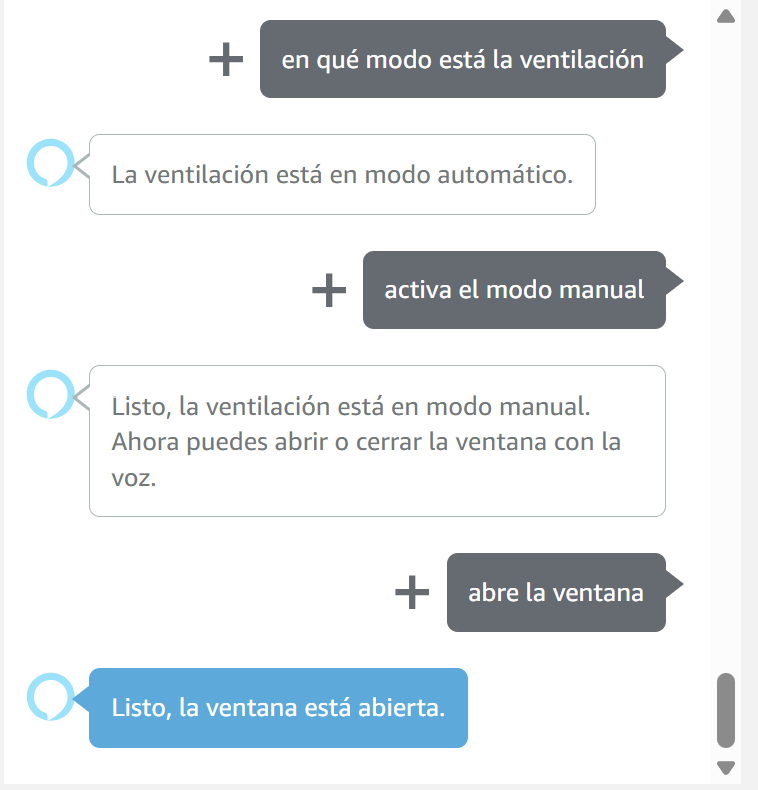 en qué modo está la ventilación
La ventilación está en modo automático.
activa el modo manual
Listo, la ventilación está en modo manual.
Ahora puedes abrir o cerrar la ventana con la
voz.
abre la ventana
Listo, la ventana está abierta.